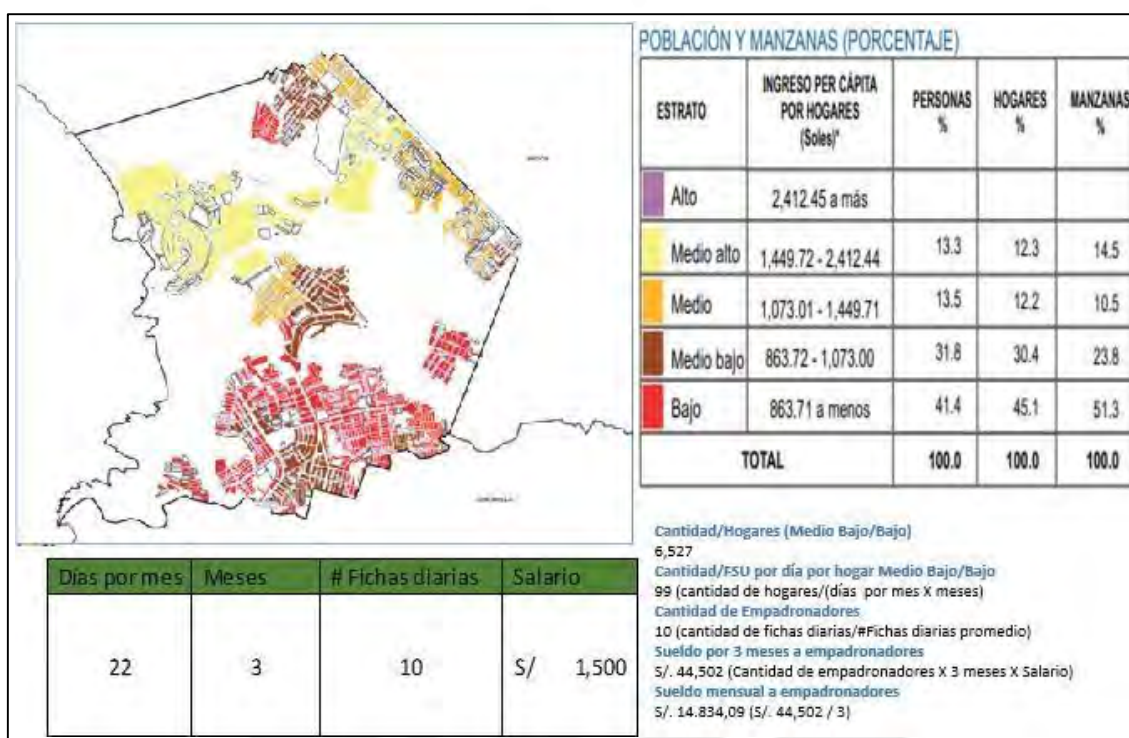 POBLACIÓN Y MANZANAS (PORCENTAJE)
ESTRATO INGRESO PER CÁPITA POR HOGARES (Soles)* PERSONAS % HOGARES % MANZANAS %
Alto 2,412.45 a más
Medio alto 1,449.72 - 2,412.44 13.3 12.3 14.5
Medio 1,073.01 - 1,449.71 13.5 12.2 10.5
Medio bajo 863.72 - 1,073.00 31.8 30.4 23.8
Bajo 863.71 a menos 41.4 45.1 51.3
TOTAL 100.0 100.0 100.0
Cantidad/Hogares (Medio Bajo/Bajo)
6,527
Cantidad/FSU por día por hogar Medio Bajo/Bajo
99 (cantidad de hogares/(días por mes X meses)
Cantidad de Empadronadores
10 (cantidad de fichas diarias/#Fichas diarias promedio)
Sueldo por 3 meses a empadronadores
S/. 44,502 (Cantidad de empadronadores X 3 meses X Salario)
Sueldo mensual a empadronadores
S/. 14.834,09 (S/. 44,502 / 3)
Días por mes Meses # Fichas diarias Salario
22 3 10 S/ 1,500